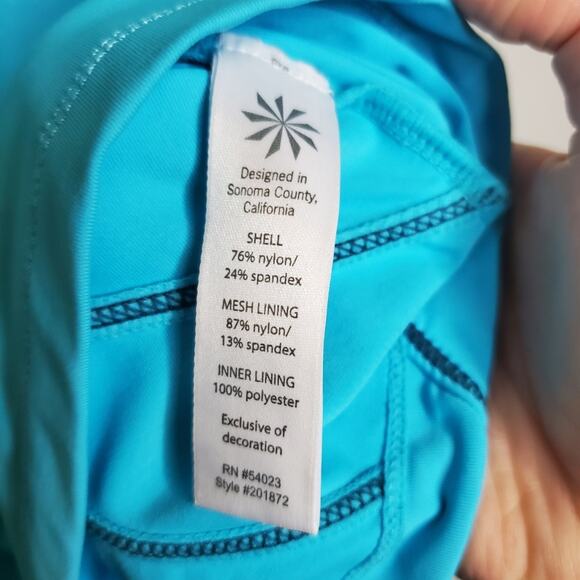 Designed in
Sonoma County,
California
SHELL
76% nylon/
24% spandex
MESH LINING
87% nylon/
13% spandex
INNER LINING
100% polyester
Exclusive of
decoration
RN #54023
Style #201872